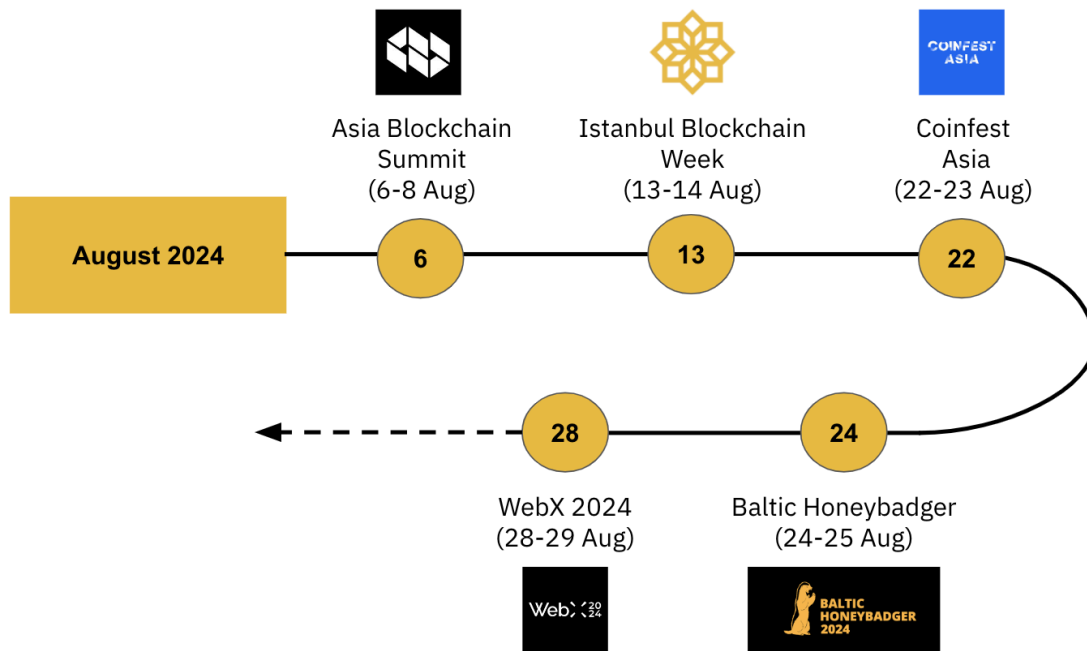 COINFEST
ASIA
Asia Blockchain
Summit
(6-8 Aug)
Istanbul Blockchain
Week
(13-14 Aug)
Coinfest
Asia
(22-23 Aug)
August 2024
6
13
22
28
24
WebX 2024
(28-29 Aug)
Baltic Honeybadger
(24-25 Aug)
WebX 2024
BALTIC
HONEYBADGER
2024